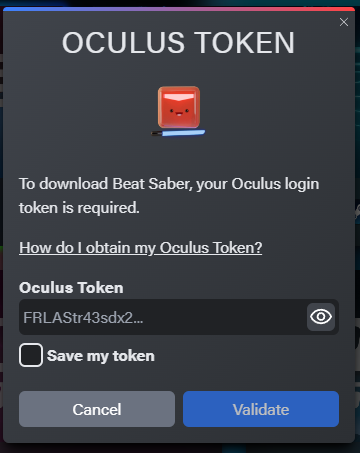 OCULUS TOKEN
To download Beat Saber, your Oculus login
token is required.
How do I obtain my Oculus Token?
Oculus Token
FRLAStr43sdx2...
Save my token
Cancel
Validate